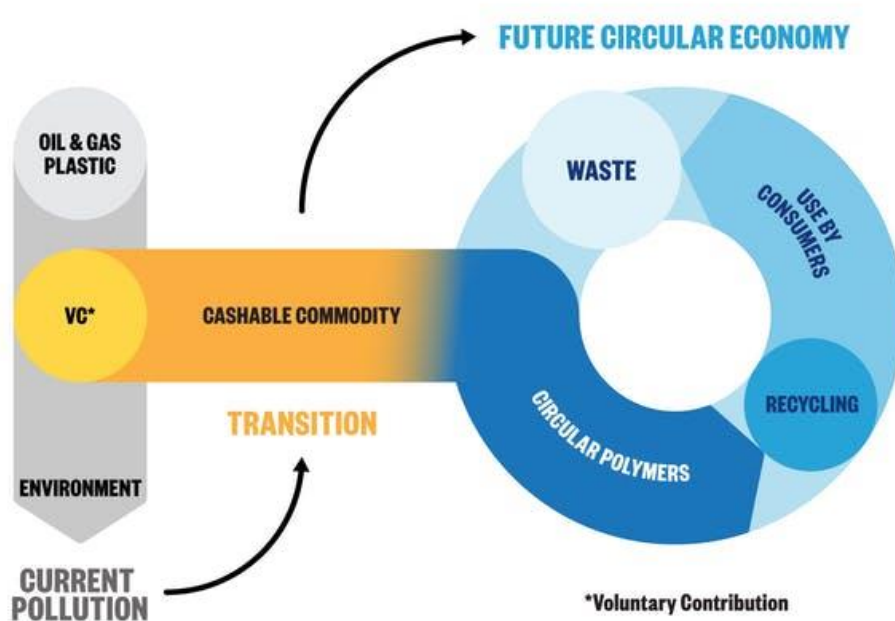 FUTURE CIRCULAR ECONOMY
OIL & GAS
PLASTIC
WASTE
USE BY
CONSUMERS
VC*
CASHABLE COMMODITY
RECYCLING
TRANSITION
CIRCULAR POLYMERS
ENVIRONMENT
CURRENT
POLLUTION
*Voluntary Contribution